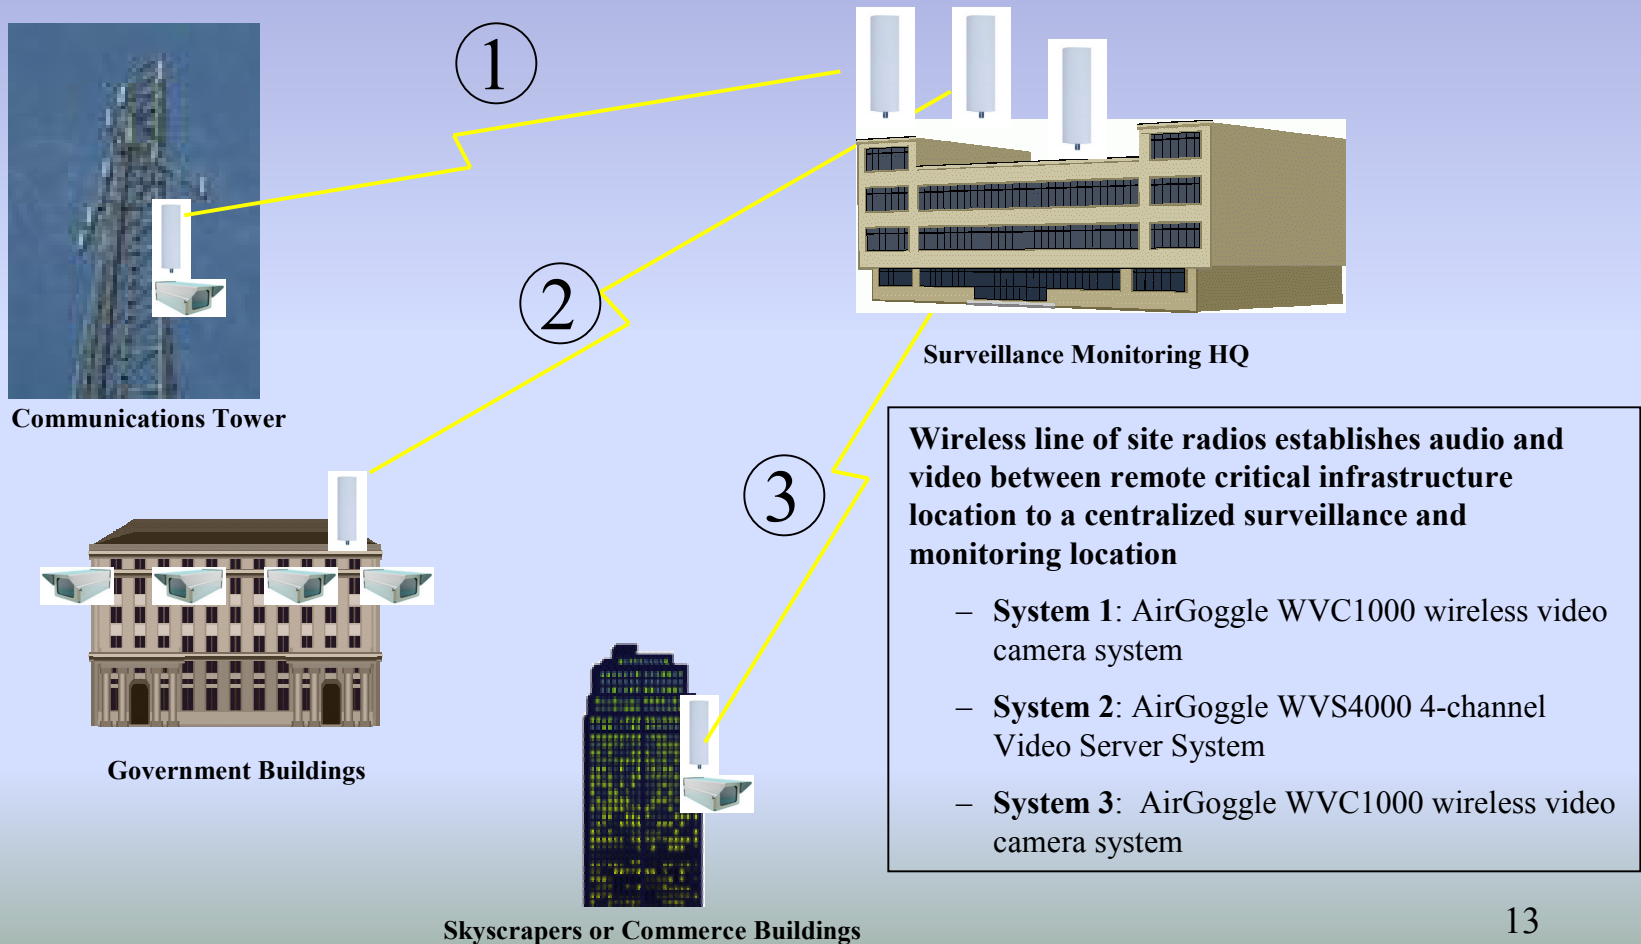 1
2
3
Communications Tower
Surveillance Monitoring HQ
Government Buildings
Skyscrapers or Commerce Buildings
Wireless line of site radios establishes audio and
video between remote critical infrastructure
location to a centralized surveillance and
monitoring location
– System 1: AirGoggle WVC1000 wireless video
camera system
– System 2: AirGoggle WVS4000 4-channel
Video Server System
– System 3:  AirGoggle WVC1000 wireless video
camera system
13